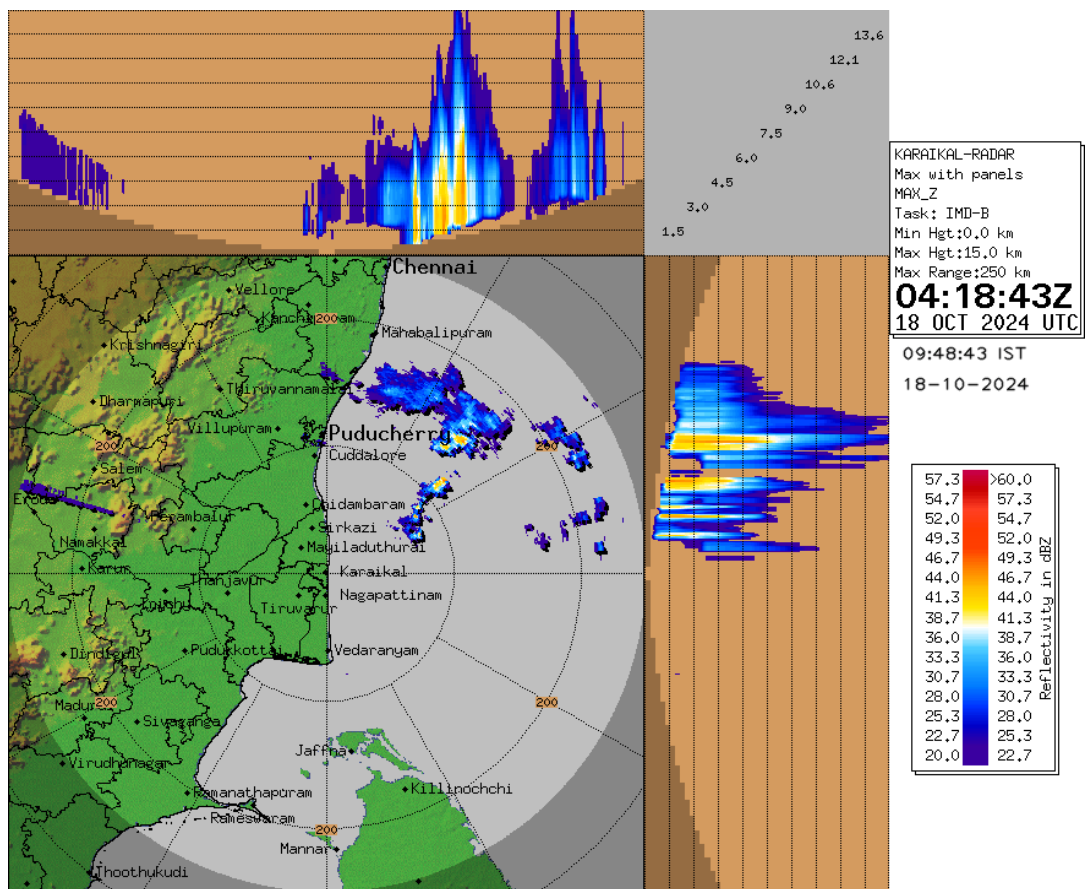 13.6
12.1
10.6
9.0
7.5
6.0
4.5
3.0
1.5
KARAIKAL-RADAR
Max with panels
MAX_Z
Task: IMD-B
Min Hgt:0.0 km
Max Hgt:15.0 km
Max Range:250 km
04:18:43Z
18 OCT 2024 UTC
09:48:43 IST
18-10-2024
Chennai
Vellore
200
Mahabalipuram
Krishnagiri
Thiruvannamalai
Dharmapuri
Villupuram
Puducherry
200
200
Cuddalore
Salem
Erode
Chidambaram
Perambalur
Sirkazi
Namakkal
Mayiladuthurai
Karur
Karaikal
Thanjavur
Nagapattinam
Tiruvarur
Vedaranyam
Pudukkottai
Dindigul
200
200
Sivaganga
Jaffna
Virudhunagar
Killinochchi
Ramanathapuram
Rameswaram
200
Mannar
Thoothukudi
57.3 >60.0
54.7 57.3
52.0 54.7
49.3 52.0
46.7 49.3
44.0 46.7
41.3 44.0
38.7 41.3
36.0 38.7
33.3 36.0
30.7 33.3
28.0 30.7
25.3 28.0
22.7 25.3
20.0 22.7
Reflectivity in dBZ